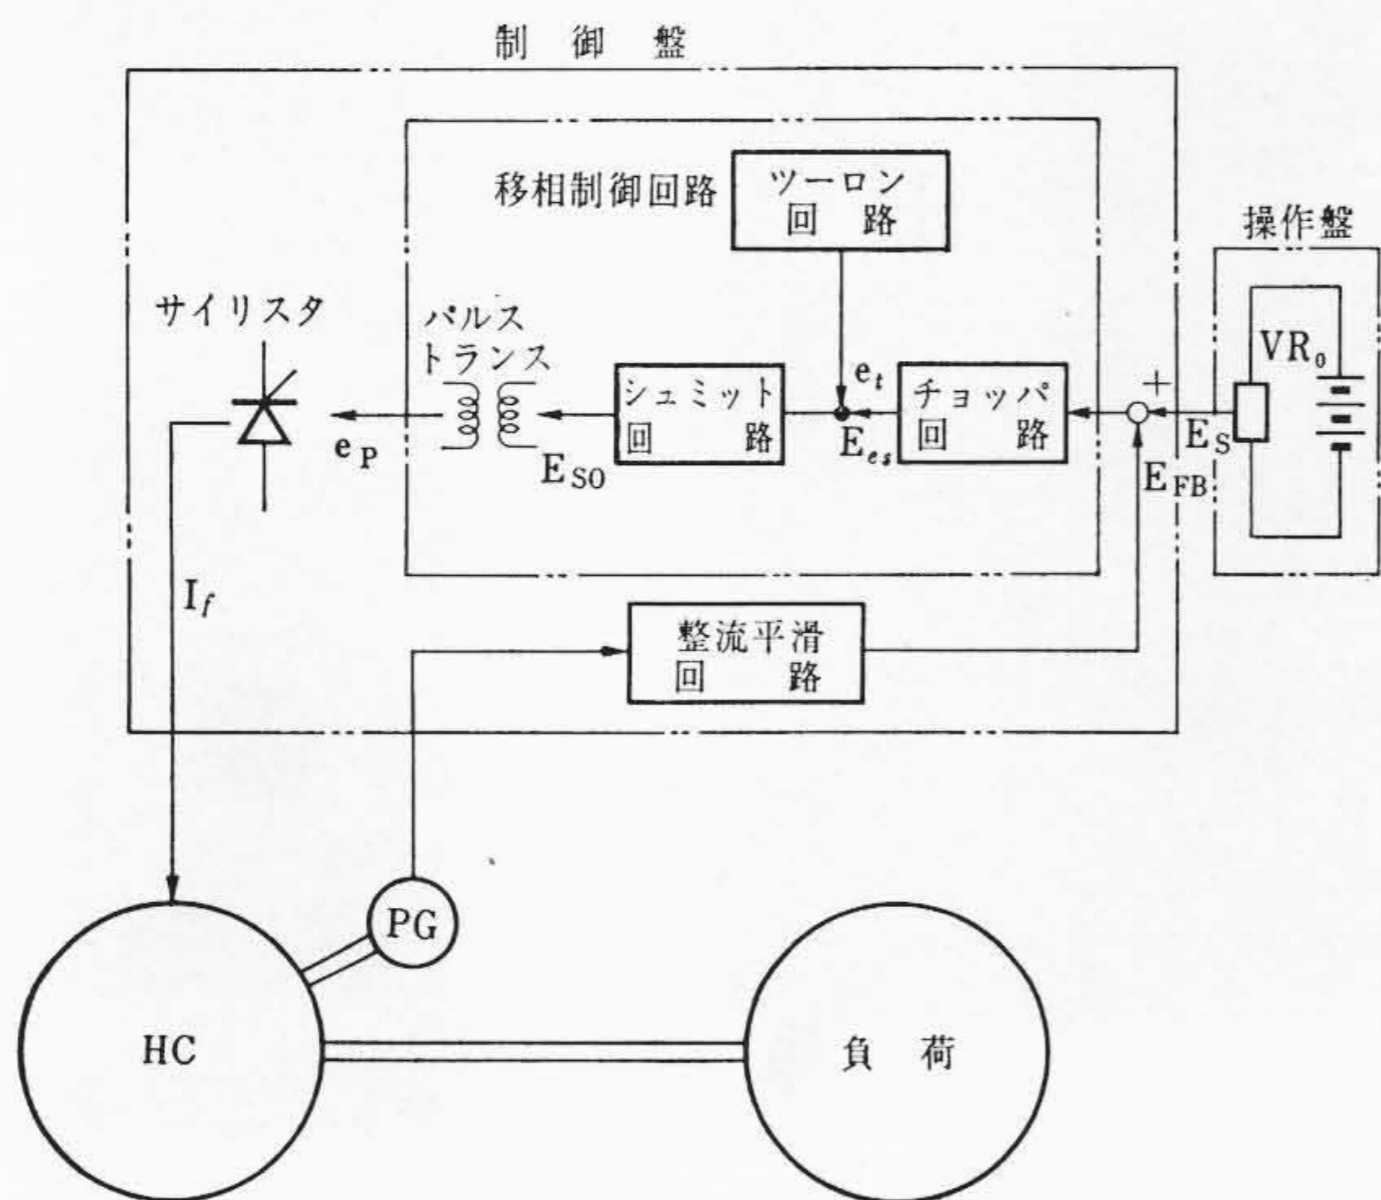 制御盤
移相制御回路
ツーロン
回路
操作盤
サイリスタ
パルス
トランス
シュミット
回路
e_t
チョッパ
回路
+
VR₀
e_P
E_SO
E_es
E_FB
E_S
I_f
整流平滑
回路
PG
HC
負荷